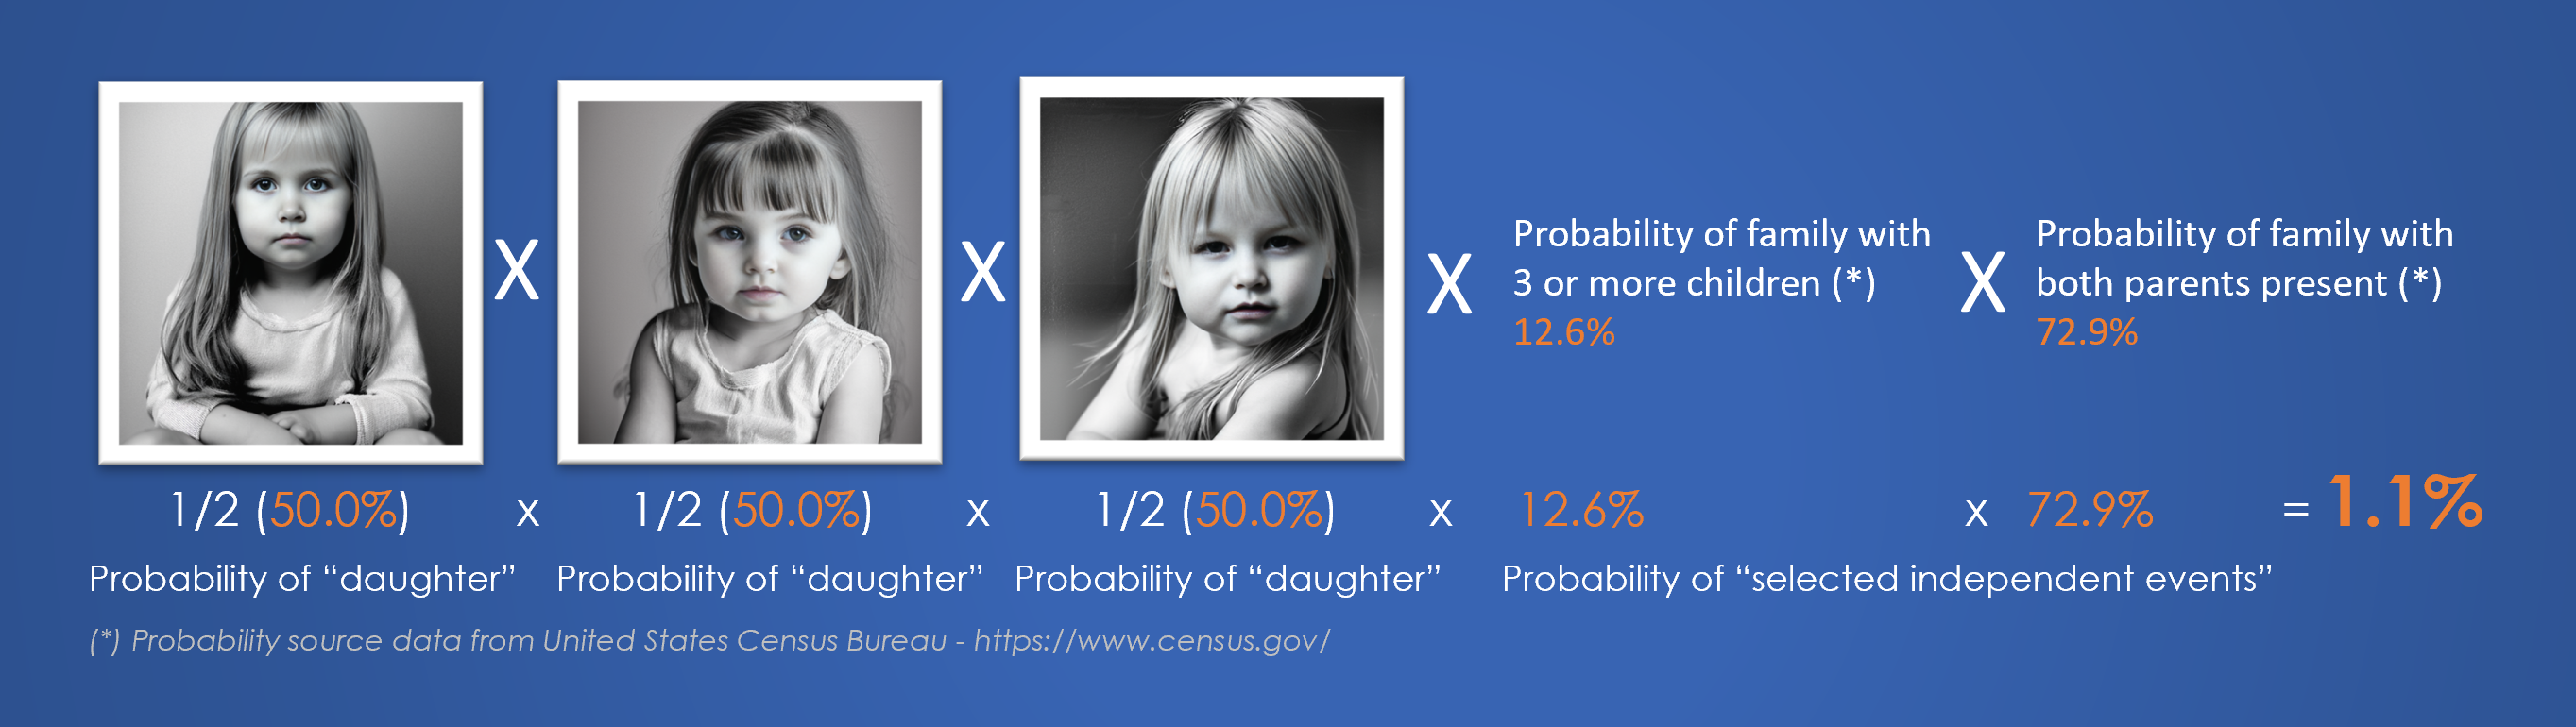 X
X
X
Probability of family with
3 or more children (*)
12.6%
X
Probability of family with
both parents present (*)
72.9%
1/2 (50.0%) x 1/2 (50.0%) x 1/2 (50.0%) x 12.6% x 72.9% = 1.1%
Probability of “daughter” Probability of “daughter” Probability of “daughter” Probability of “selected independent events”
(*) Probability source data from United States Census Bureau - https://www.census.gov/